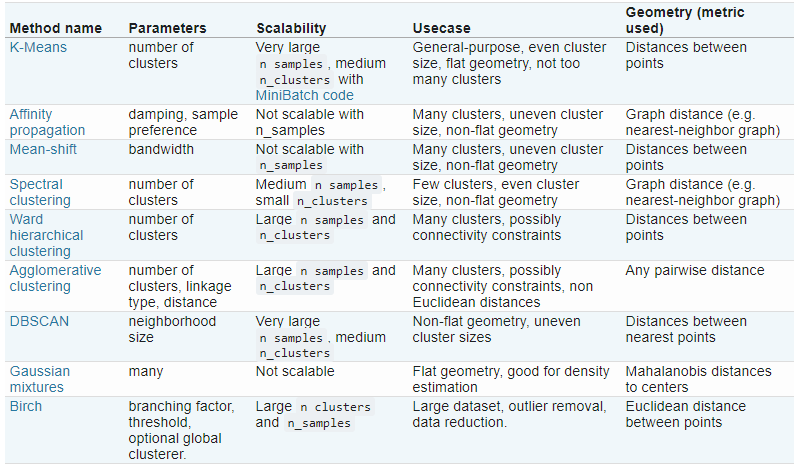 Method name Parameters Scalability Usecase Geometry (metric used)
K-Means number of clusters Very large n samples , medium n_clusters with MiniBatch code General-purpose, even cluster size, flat geometry, not too many clusters Distances between points
Affinity propagation damping, sample preference Not scalable with n_samples Many clusters, uneven cluster size, non-flat geometry Graph distance (e.g. nearest-neighbor graph)
Mean-shift bandwidth Not scalable with n_samples Many clusters, uneven cluster size, non-flat geometry Distances between points
Spectral clustering number of clusters Medium n samples , small n_clusters Few clusters, even cluster size, non-flat geometry Graph distance (e.g. nearest-neighbor graph)
Ward hierarchical clustering number of clusters Large n samples and n_clusters Many clusters, possibly connectivity constraints Distances between points
Agglomerative clustering number of clusters, linkage type, distance Large n samples and n_clusters Many clusters, possibly connectivity constraints, non Euclidean distances Any pairwise distance
DBSCAN neighborhood size Very large n samples , medium n_clusters Non-flat geometry, uneven cluster sizes Distances between nearest points
Gaussian mixtures many Not scalable Flat geometry, good for density estimation Mahalanobis distances to centers
Birch branching factor, threshold, optional global clusterer. Large n clusters and n_samples Large dataset, outlier removal, data reduction. Euclidean distance between points